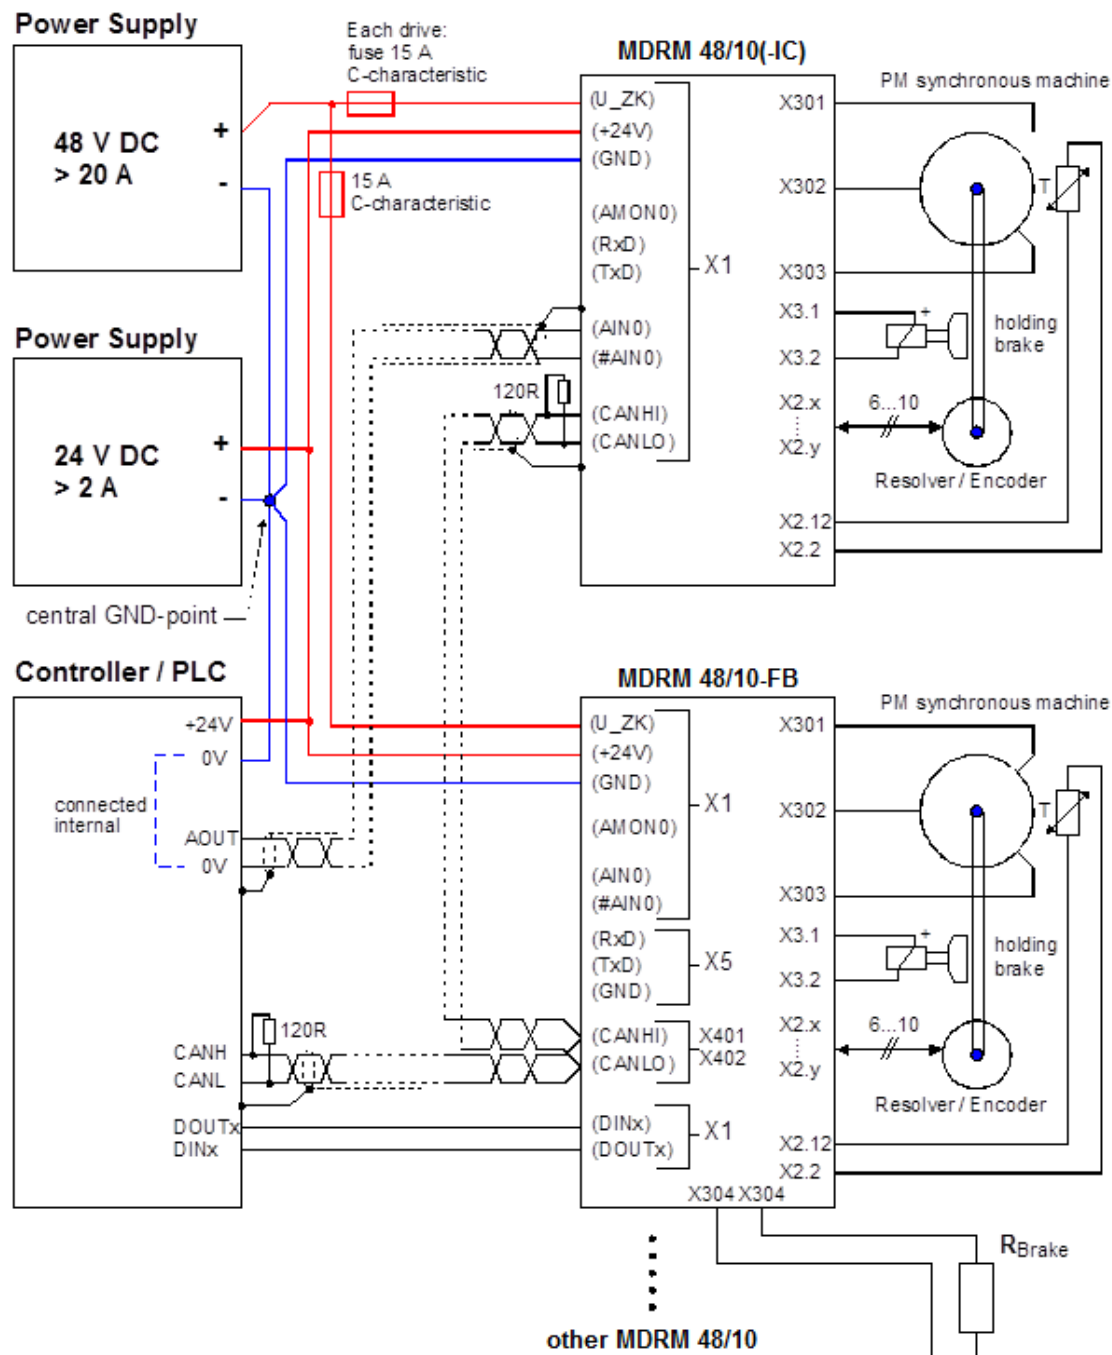 Power Supply
48 V DC
> 20 A
+
-
Each drive:
fuse 15 A
C-characteristic
15 A
C-characteristic
MDRM 48/10(-IC)
(U_ZK)
(+24V)
(GND)
(AMON0)
(RxD)
(TxD)
X1
(AIN0)
(#AIN0)
120R
(CANHI)
(CANLO)
X301
X302
X303
X3.1
X3.2
X2.x
X2.y
X2.12
X2.2
PM synchronous machine
T
+
holding
brake
6...10
Resolver / Encoder
Power Supply
24 V DC
> 2 A
+
-
central GND-point
Controller / PLC
+24V
0V
connected
internal
AOUT
0V
120R
CANH
CANL
DOUTx
DINx
MDRM 48/10-FB
(U_ZK)
(+24V)
(GND)
X1
(AMON0)
(AIN0)
(#AIN0)
(RxD)
(TxD)
X5
(GND)
(CANHI)
X401
X402
(CANLO)
(DINx)
X1
(DOUTx)
X304 X304
X301
X302
X303
X3.1
X3.2
X2.x
X2.y
X2.12
X2.2
PM synchronous machine
T
+
holding
brake
6...10
Resolver / Encoder
RBrake
other MDRM 48/10